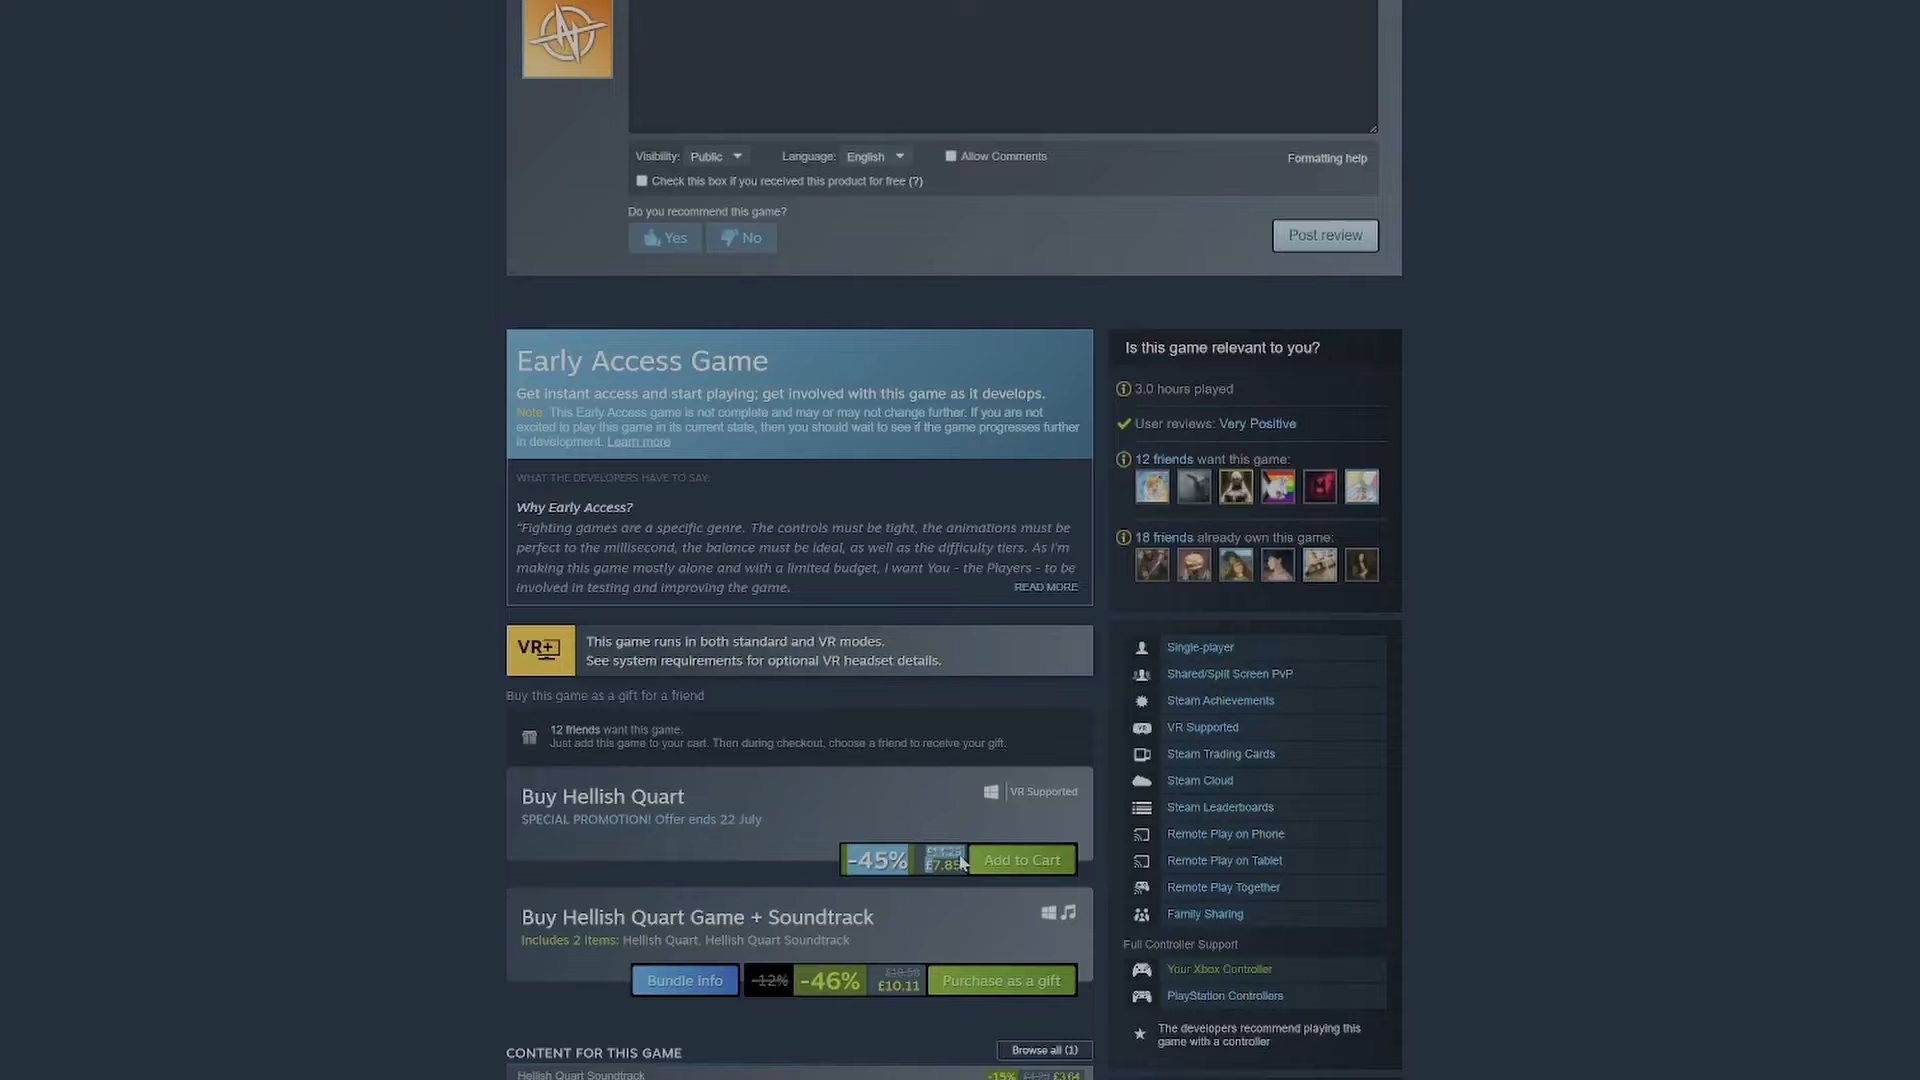 Visibility: Public Language: English Allow Comments Formatting help
Check this box if you received this product for free (?)
Do you recommend this game?
Yes No Post review
Early Access Game
Get instant access and start playing; get involved with this game as it develops.
Note: This Early Access game is not complete and may or may not change further. If you are not
excited to play this game in its current state, then you should wait to see if the game progresses further
in development. Learn more
WHAT THE DEVELOPERS HAVE TO SAY:
Why Early Access?
“Fighting games are a specific genre. The controls must be tight, the animations must be
perfect to the millisecond, the balance must be ideal, as well as the difficulty tiers. As I'm
making this game mostly alone and with a limited budget, I want You - the Players - to be
involved in testing and improving the game. READ MORE
VR+ This game runs in both standard and VR modes.
See system requirements for optional VR headset details.
Buy this game as a gift for a friend
12 friends want this game.
Just add this game to your cart. Then during checkout, choose a friend to receive your gift.
Buy Hellish Quart VR Supported
SPECIAL PROMOTION! Offer ends 22 July
-45% £7.85 Add to Cart
Buy Hellish Quart Game + Soundtrack
Includes 2 items: Hellish Quart, Hellish Quart Soundtrack
Bundle info -12% -46% £10.11 Purchase as a gift
CONTENT FOR THIS GAME Browse all (1)
Hellish Quart Soundtrack -15% £3.64
Is this game relevant to you?
3.0 hours played
User reviews: Very Positive
12 friends want this game:
18 friends already own this game:
Single-player
Shared/Split Screen PvP
Steam Achievements
VR Supported
Steam Trading Cards
Steam Cloud
Steam Leaderboards
Remote Play on Phone
Remote Play on Tablet
Remote Play Together
Family Sharing
Full Controller Support
Your Xbox Controller
PlayStation Controllers
The developers recommend playing this
game with a controller